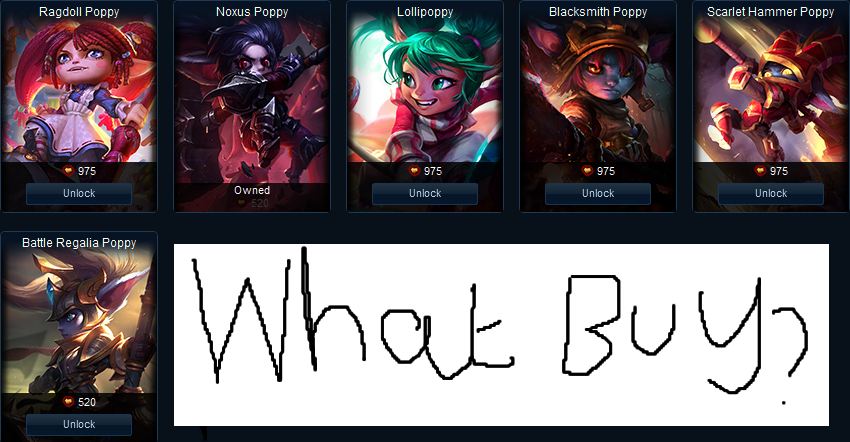 Ragdoll Poppy
Noxus Poppy
Lollipoppy
Blacksmith Poppy
Scarlet Hammer Poppy
975
Owned
520
975
975
975
Unlock
Unlock
Unlock
Unlock
Battle Regalia Poppy
520
Unlock
What Buy?